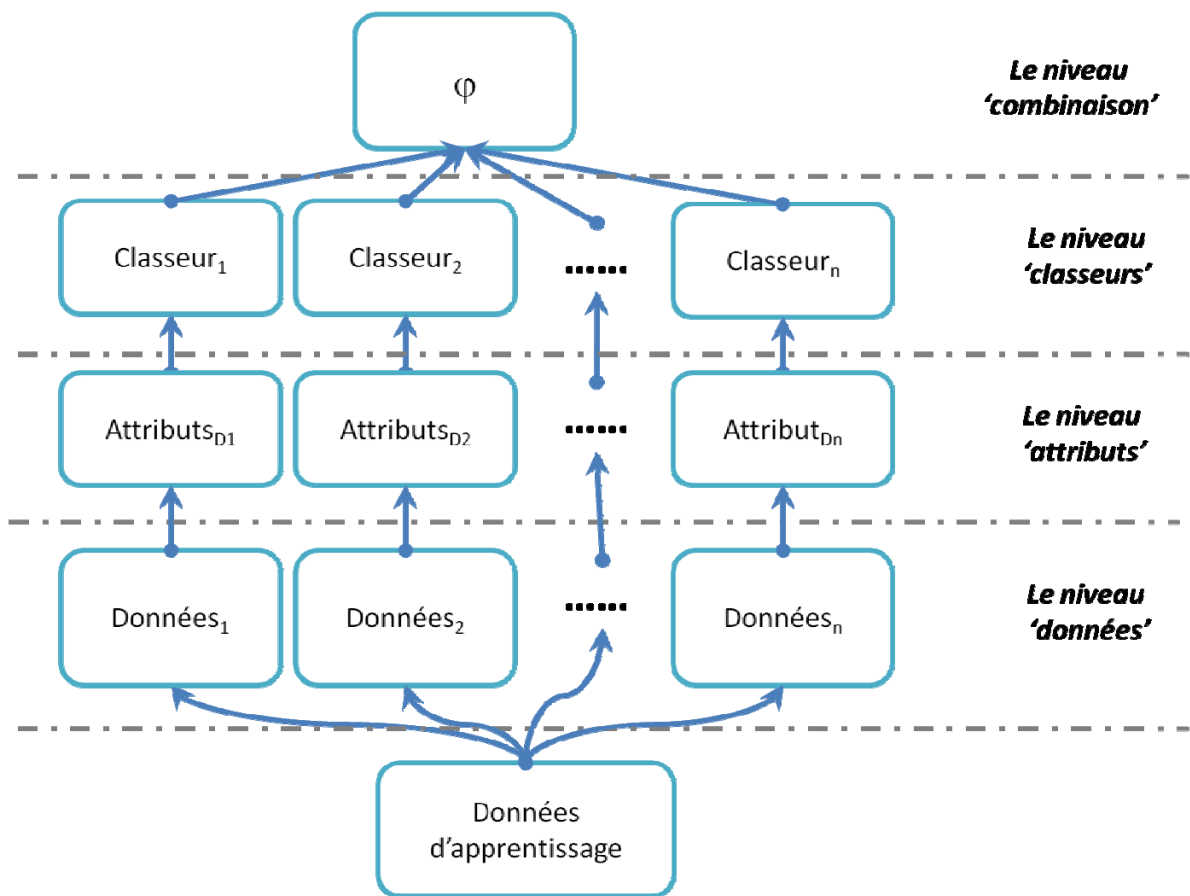 φ
Le niveau
‘combinaison’
Classeur1
Classeur2
......
Classeurn
Le niveau
‘classeurs’
AttributsD1
AttributsD2
......
AttributDn
Le niveau
‘attributs’
Données1
Données2
......
Donnéesn
Le niveau
‘données’
Données
d’apprentissage